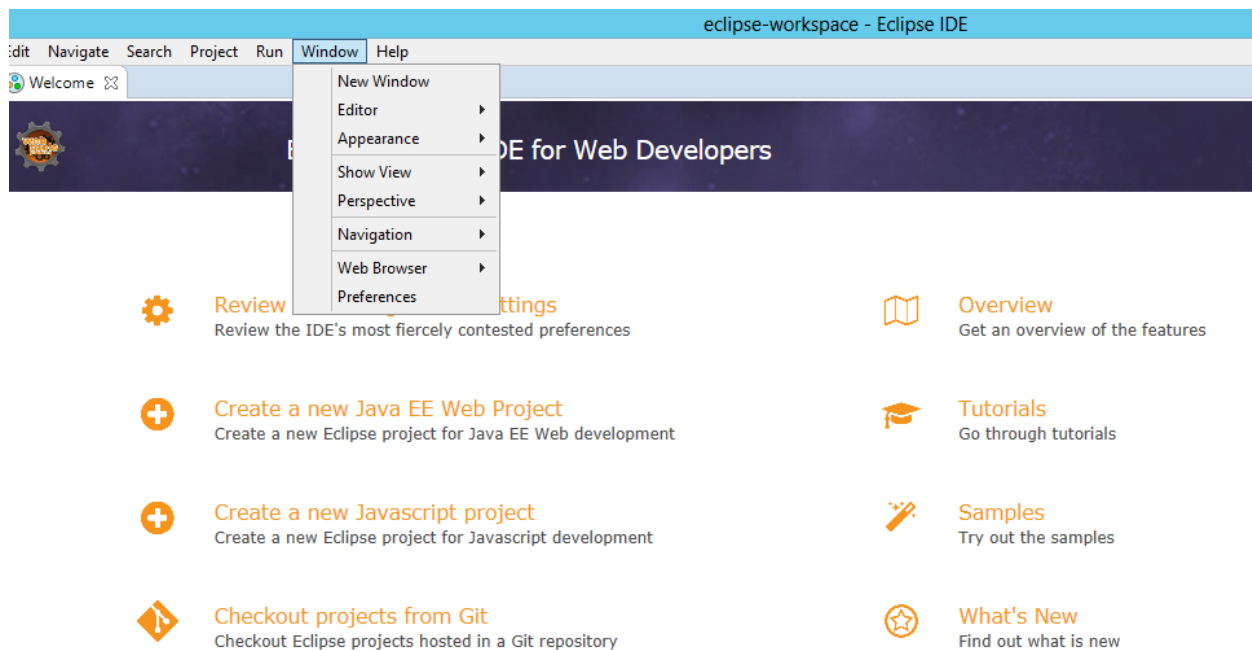 eclipse-workspace - Eclipse IDE
Edit Navigate Search Project Run Window Help
Welcome
New Window
Editor
Appearance
Show View
Perspective
Navigation
Web Browser
Preferences
E for Web Developers
Review ttings
Review the IDE's most fiercely contested preferences
Overview
Get an overview of the features
Create a new Java EE Web Project
Create a new Eclipse project for Java EE Web development
Tutorials
Go through tutorials
Create a new Javascript project
Create a new Eclipse project for Javascript development
Samples
Try out the samples
Checkout projects from Git
Checkout Eclipse projects hosted in a Git repository
What's New
Find out what is new